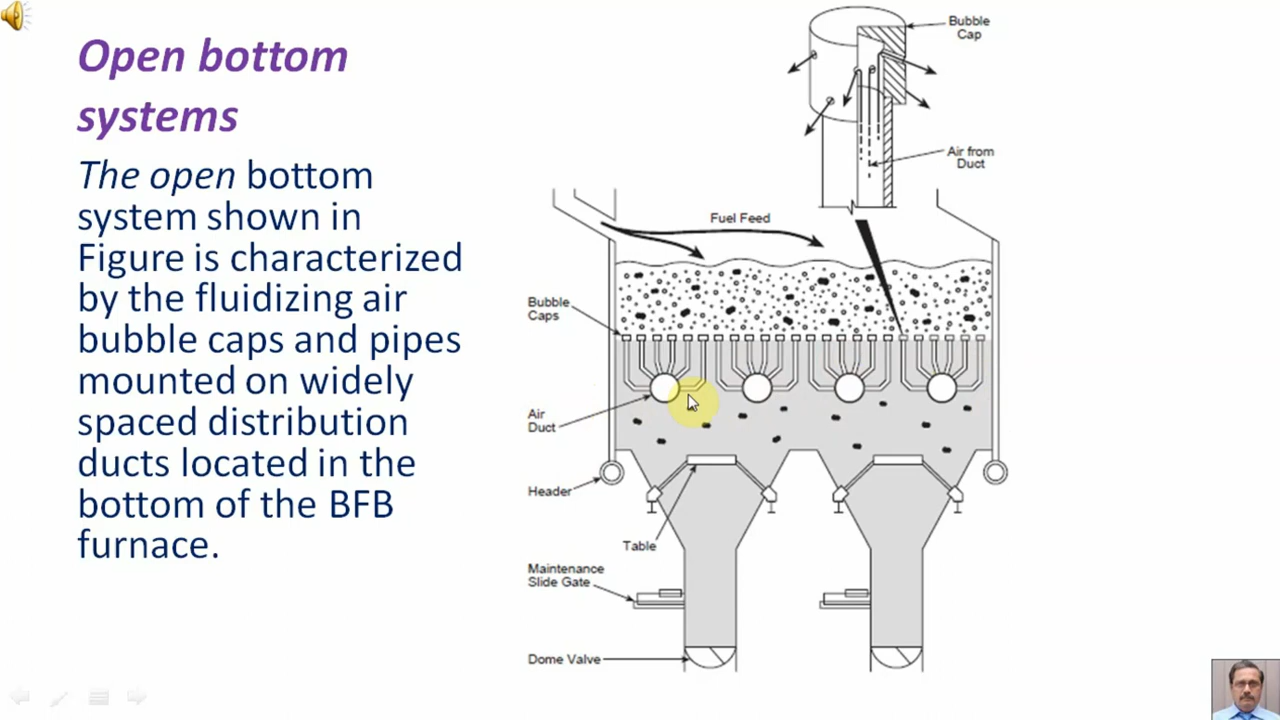 Open bottom
systems
The open bottom
system shown in
Figure is characterized
by the fluidizing air
bubble caps and pipes
mounted on widely
spaced distribution
ducts located in the
bottom of the BFB
furnace.
Bubble
Cap
Air from
Duct
Fuel Feed
Bubble
Caps
Air
Duct
Header
Table
Maintenance
Slide Gate
Dome Valve